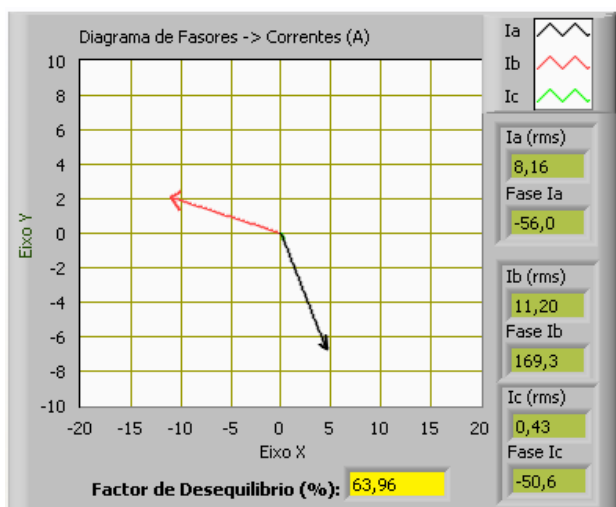 Diagrama de Fasores -> Correntes (A)
Ia
Ib
Ic
10
8
6
4
2
0
-2
-4
-6
-8
-10
Eixo Y
-20 -15 -10 -5 0 5 10 15 20
Eixo X
Ia (rms)
8,16
Fase Ia
-56,0
Ib (rms)
11,20
Fase Ib
169,3
Ic (rms)
0,43
Fase Ic
-50,6
Factor de Desequilibrio (%): 63,96